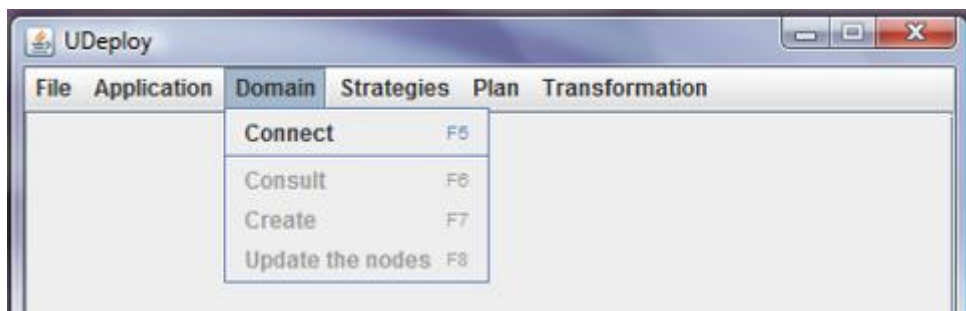 UDeploy
File Application Domain Strategies Plan Transformation
Connect F5
Consult F6
Create F7
Update the nodes F8